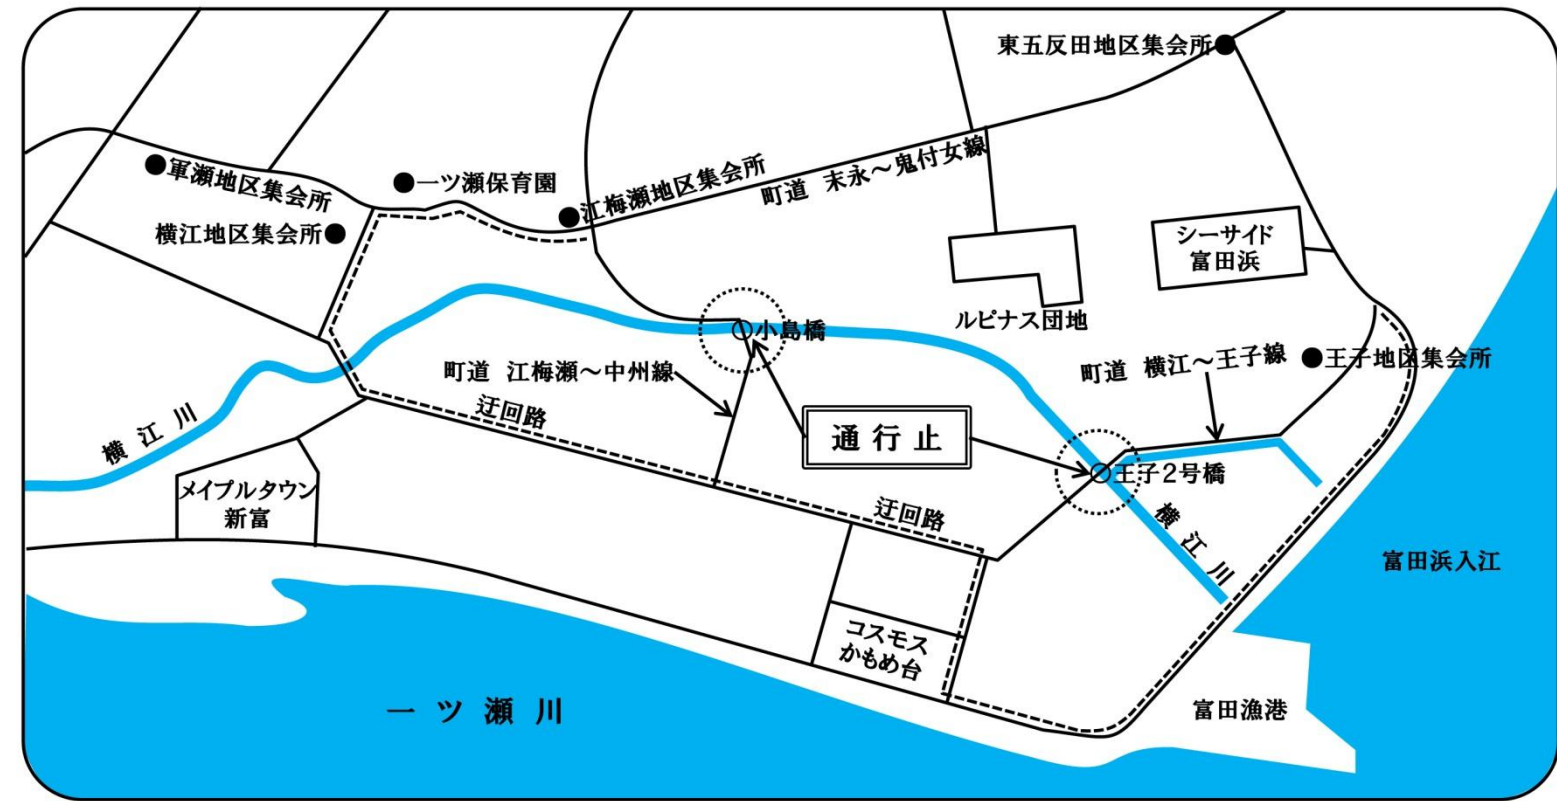 東五反田地区集会所
軍瀬地区集会所
一ツ瀬保育園
江梅瀬地区集会所
町道 末永～鬼付女線
横江地区集会所
シーサイド
富田浜
ルピナス団地
小島橋
町道 横江～王子線
王子地区集会所
町道 江梅瀬～中州線
迂回路
通行止
横江川
王子2号橋
メイプルタウン
新富
迂回路
横江川
富田浜入江
コスモス
かもめ台
一ツ瀬川
富田漁港